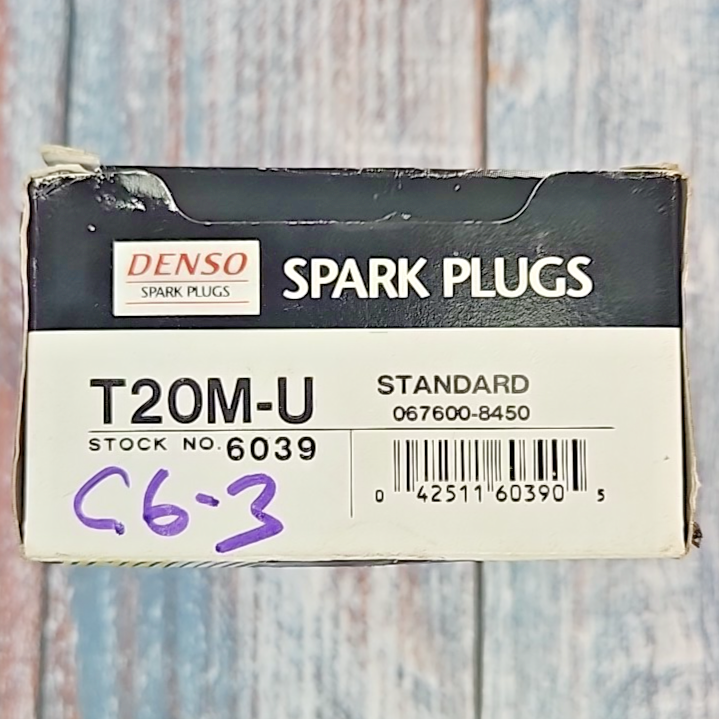 DENSO
SPARK PLUGS
SPARK PLUGS
T20M-U
STANDARD
067600-8450
STOCK NO. 6039
C6-3
0 42511 60390 5